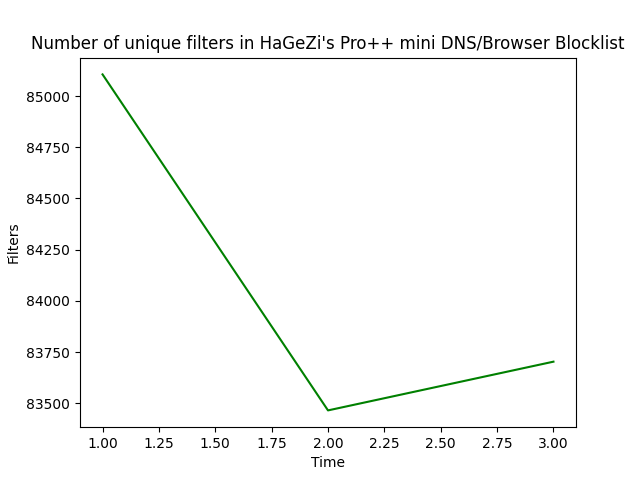 Number of unique filters in HaGeZi's Pro++ mini DNS/Browser Blocklist
85000
84750
84500
84250
84000
83750
83500
Filters
1.00 1.25 1.50 1.75 2.00 2.25 2.50 2.75 3.00
Time